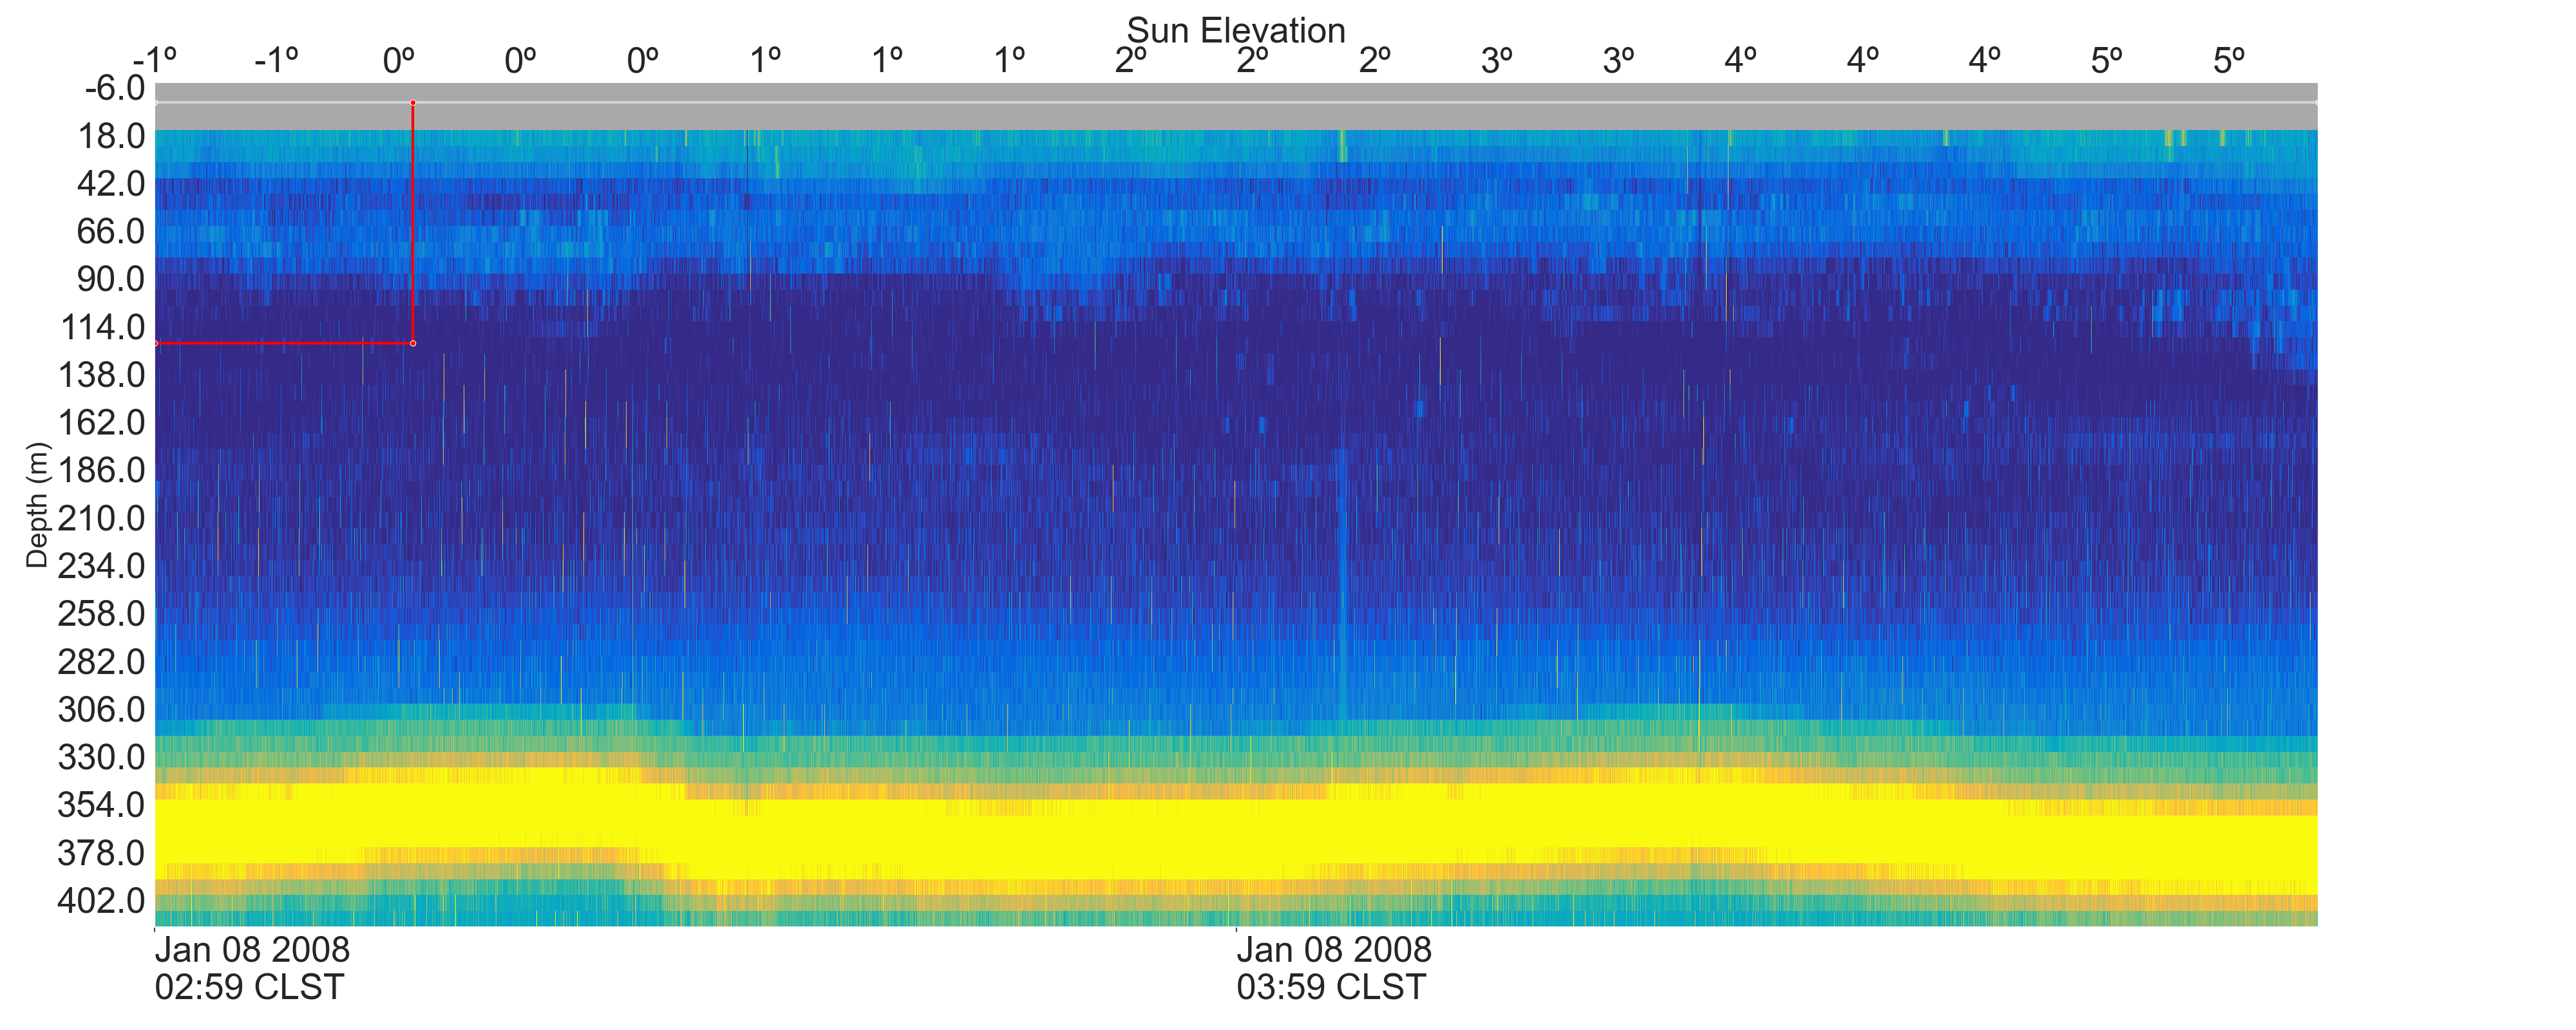 Sun Elevation
-1º -1º 0º 0º 0º 1º 1º 1º 2º 2º 2º 3º 3º 4º 4º 4º 5º 5º
-6.0
18.0
42.0
66.0
90.0
114.0
138.0
162.0
186.0
210.0
234.0
258.0
282.0
306.0
330.0
354.0
378.0
402.0
Depth (m)
Jan 08 2008
02:59 CLST
Jan 08 2008
03:59 CLST